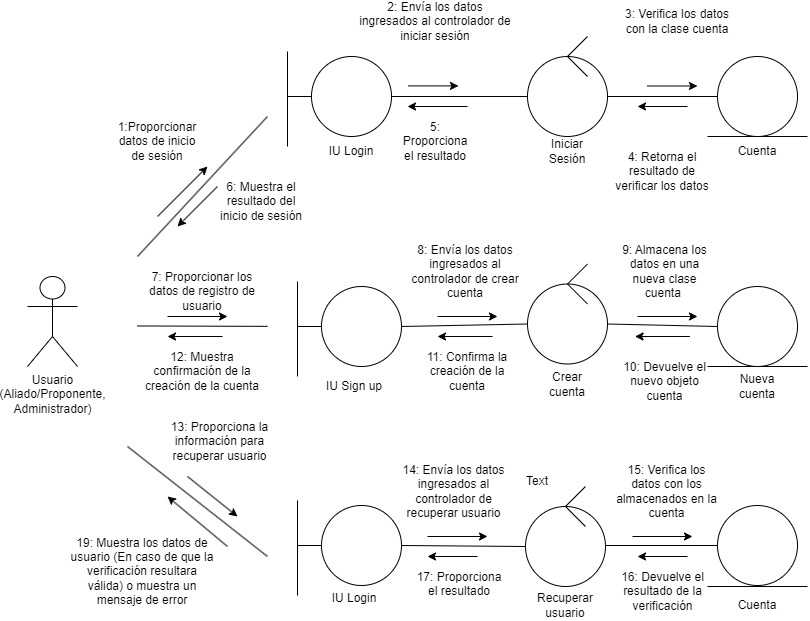 2: Envía los datos
ingresados al controlador de
iniciar sesión
3: Verifica los datos
con la clase cuenta
1:Proporcionar
datos de inicio
de sesión
5:
Proporciona
el resultado
IU Login
Iniciar
Sesión
Cuenta
4: Retorna el
resultado de
verificar los datos
6: Muestra el
resultado del
inicio de sesión
7: Proporcionar los
datos de registro de
usuario
8: Envía los datos
ingresados al
controlador de crear
cuenta
9: Almacena los
datos en una
nueva clase
cuenta
12: Muestra
confirmación de la
creación de la cuenta
11: Confirma la
creación de la
cuenta
10: Devuelve el
nuevo objeto
cuenta
Usuario
(Aliado/Proponente,
Administrador)
IU Sign up
Crear
cuenta
Nueva
cuenta
13: Proporciona la
información para
recuperar usuario
14: Envía los datos
ingresados al
controlador de
recuperar usuario
Text
15: Verifica los
datos con los
almacenados en la
cuenta
19: Muestra los datos de
usuario (En caso de que la
verificación resultara
válida) o muestra un
mensaje de error
17: Proporciona
el resultado
16: Devuelve el
resultado de la
verificación
IU Login
Recuperar
usuario
Cuenta